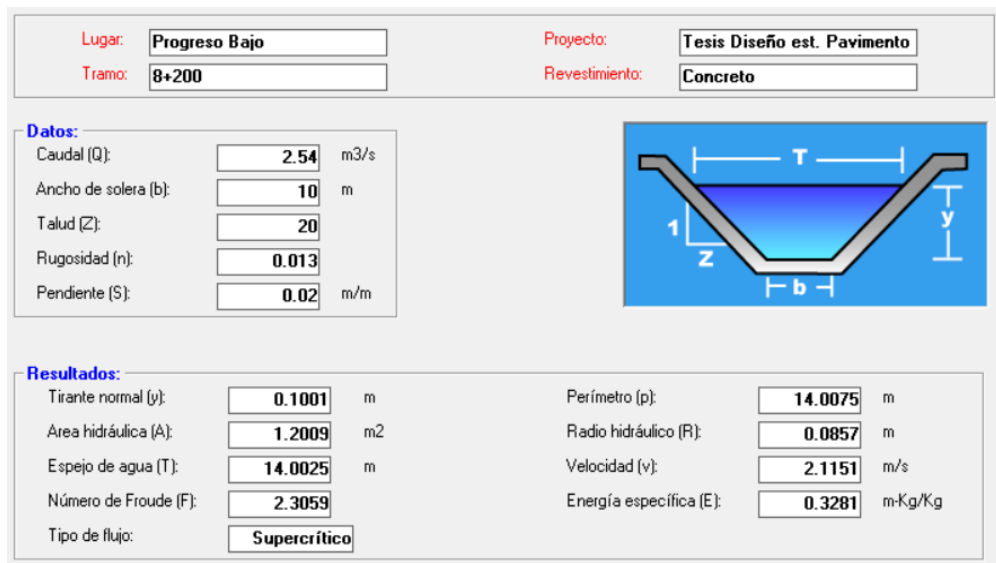 Lugar: Progreso Bajo Proyecto: Tesis Diseño est. Pavimento
Tramo: 8+200 Revestimiento: Concreto
Datos:
Caudal (Q): 2.54 m3/s
Ancho de solera (b): 10 m
Talud (Z): 20
Rugosidad (n): 0.013
Pendiente (S): 0.02 m/m
T
y
1
Z
b
Resultados:
Tirante normal (y): 0.1001 m Perímetro (p): 14.0075 m
Area hidráulica (A): 1.2009 m2 Radio hidráulico (R): 0.0857 m
Espejo de agua (T): 14.0025 m Velocidad (v): 2.1151 m/s
Número de Froude (F): 2.3059 Energía específica (E): 0.3281 m-Kg/Kg
Tipo de flujo: Supercrítico